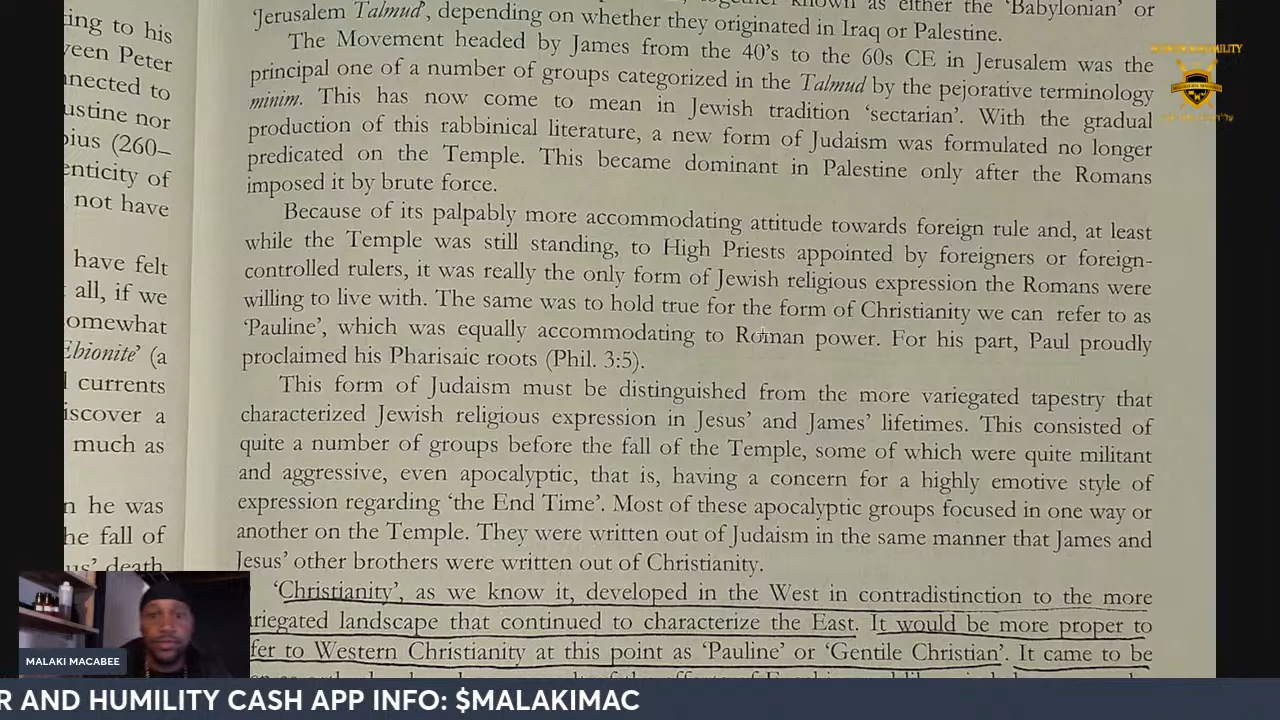 ing to his
ween Peter
nnected to
ustine nor
bius (260–
enticity of
not have
have felt
all, if we
omewhat
Ebionite' (a
l currents
iscover a
much as
n he was
he fall of
us' death
known as either the 'Babylonian' or
'Jerusalem Talmud', depending on whether they originated in Iraq or Palestine.
The Movement headed by James from the 40's to the 60s CE in Jerusalem was the
principal one of a number of groups categorized in the Talmud by the pejorative terminology
minim. This has now come to mean in Jewish tradition 'sectarian'. With the gradual
production of this rabbinical literature, a new form of Judaism was formulated no longer
predicated on the Temple. This became dominant in Palestine only after the Romans
imposed it by brute force.
Because of its palpably more accommodating attitude towards foreign rule and, at least
while the Temple was still standing, to High Priests appointed by foreigners or foreign-
controlled rulers, it was really the only form of Jewish religious expression the Romans were
willing to live with. The same was to hold true for the form of Christianity we can refer to as
'Pauline', which was equally accommodating to Roman power. For his part, Paul proudly
proclaimed his Pharisaic roots (Phil. 3:5).
This form of Judaism must be distinguished from the more variegated tapestry that
characterized Jewish religious expression in Jesus' and James' lifetimes. This consisted of
quite a number of groups before the fall of the Temple, some of which were quite militant
and aggressive, even apocalyptic, that is, having a concern for a highly emotive style of
expression regarding 'the End Time'. Most of these apocalyptic groups focused in one way or
another on the Temple. They were written out of Judaism in the same manner that James and
Jesus' other brothers were written out of Christianity.
'Christianity', as we know it, developed in the West in contradistinction to the more
riegated landscape that continued to characterize the East. It would be more proper to
fer to Western Christianity at this point as 'Pauline' or 'Gentile Christian'. It came to be
MALAKI MACABEE
R AND HUMILITY CASH APP INFO: $MALAKIMAC